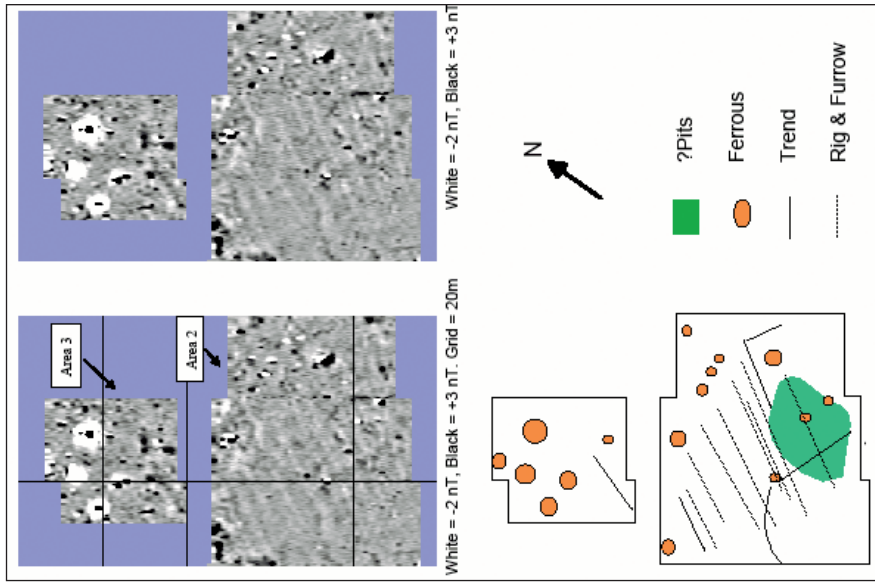 Area 3
Area 2
White = -2 nT, Black = +3 nT. Grid = 20m
White = -2 nT, Black = +3 nT
N
?Pits
Ferrous
Trend
Rig & Furrow